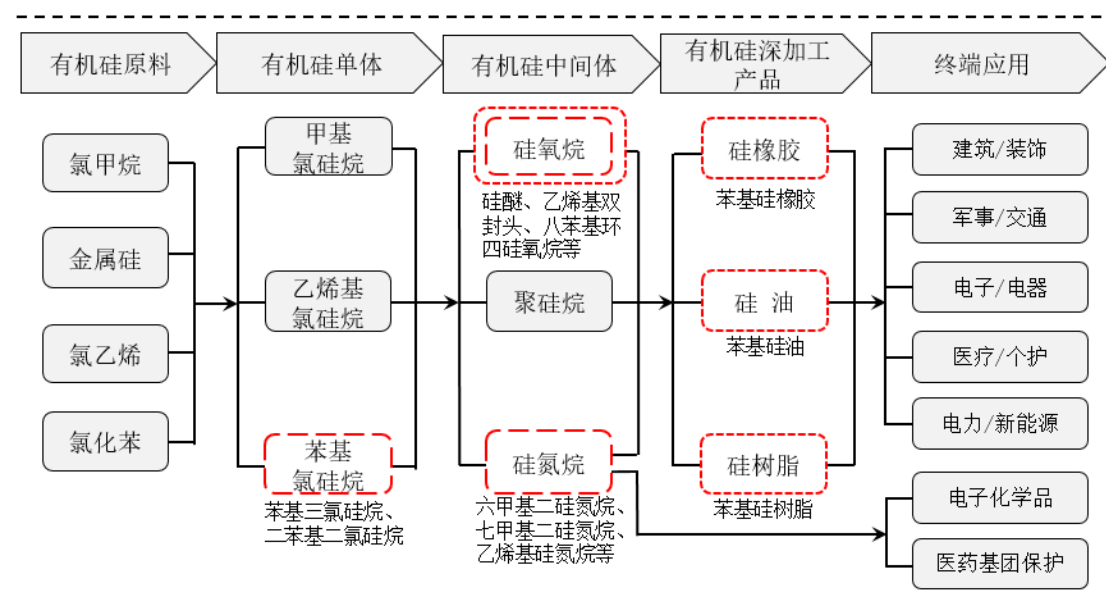 有机硅原料
有机硅单体
有机硅中间体
有机硅深加工
产品
终端应用
氯甲烷
金属硅
氯乙烯
氯化苯
甲基
氯硅烷
乙烯基
氯硅烷
苯基
氯硅烷
苯基三氯硅烷、
二苯基二氯硅烷
硅氧烷
硅醚、乙烯基双
封头、八苯基环
四硅氧烷等
聚硅烷
硅氮烷
六甲基二硅氮烷、
七甲基二硅氮烷、
乙烯基硅氮烷等
硅橡胶
苯基硅橡胶
硅 油
苯基硅油
硅树脂
苯基硅树脂
建筑/装饰
军事/交通
电子/电器
医疗/个护
电力/新能源
电子化学品
医药基团保护